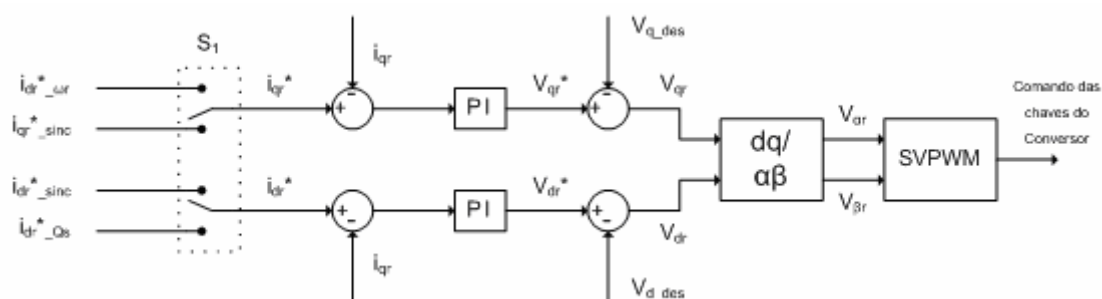 S₁
i_dr*_ωr
i_qr*_sinc
i_dr*_sinc
i_dr*_Qs
i_qr*
i_dr*
i_qr
i_qr
+
-
+
-
PI
PI
V_qr*
V_dr*
V_q_des
V_d_des
+
-
+
-
V_qr
V_dr
dq/
αβ
V_αr
V_βr
SVPWM
Comando das
chaves do
Conversor